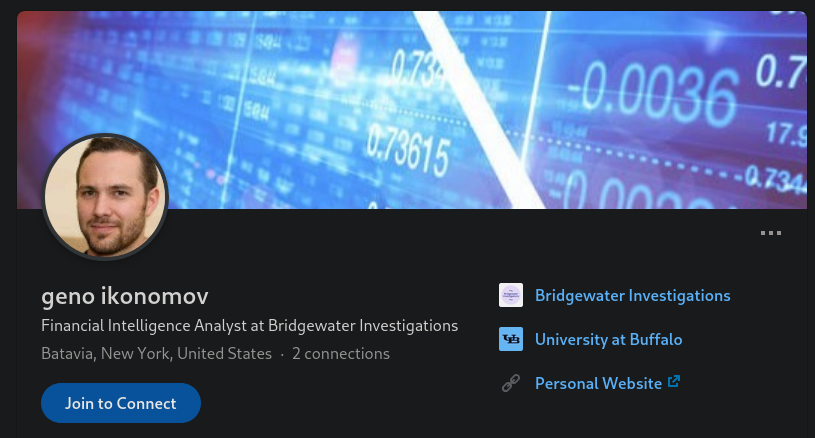 0.734
-0.0036
0.7
17.9
0.73615
0.734
geno ikonomov
Financial Intelligence Analyst at Bridgewater Investigations
Batavia, New York, United States · 2 connections
Join to Connect
Bridgewater Investigations
University at Buffalo
Personal Website